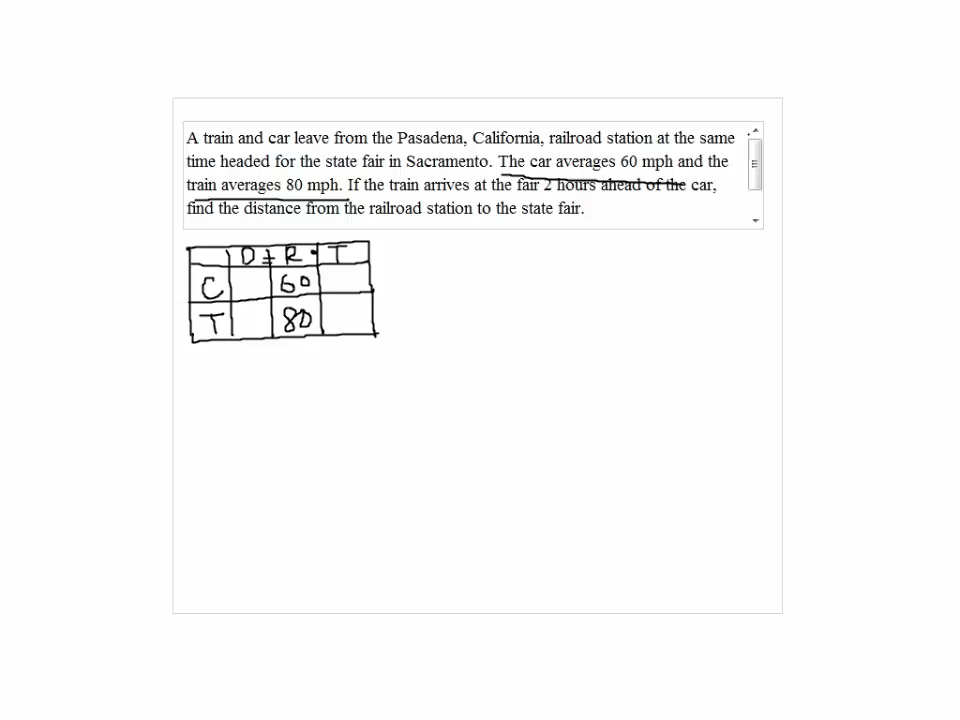 A train and car leave from the Pasadena, California, railroad station at the same
time headed for the state fair in Sacramento. The car averages 60 mph and the
train averages 80 mph. If the train arrives at the fair 2 hours ahead of the car,
find the distance from the railroad station to the state fair.
D = R • T
C 60
T 80